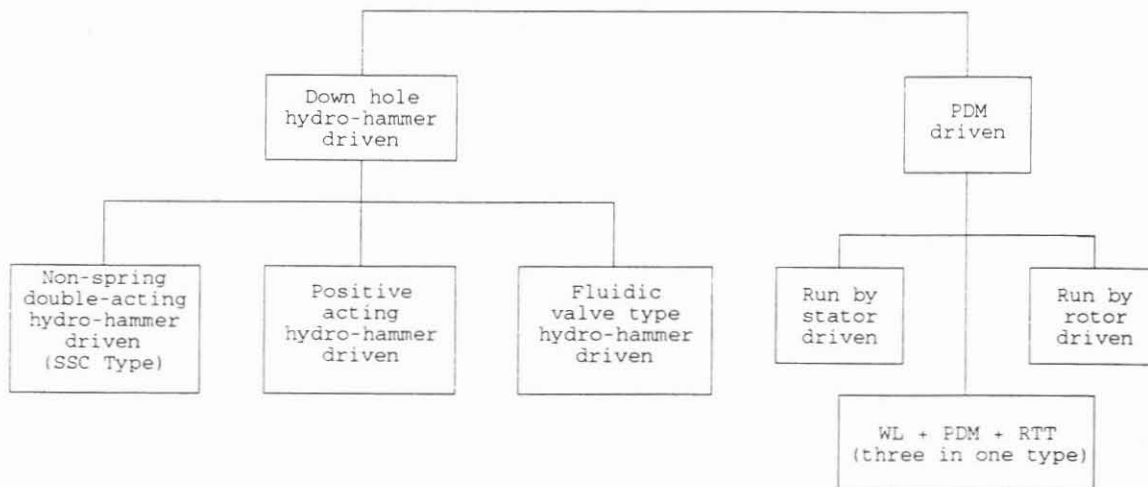 Down hole
hydro-hammer
driven
PDM
driven
Non-spring
double-acting
hydro-hammer
driven
(SSC Type)
Positive
acting
hydro-hammer
driven
Fluidic
valve type
hydro-hammer
driven
Run by
stator
driven
Run by
rotor
driven
WL + PDM + RTT
(three in one type)